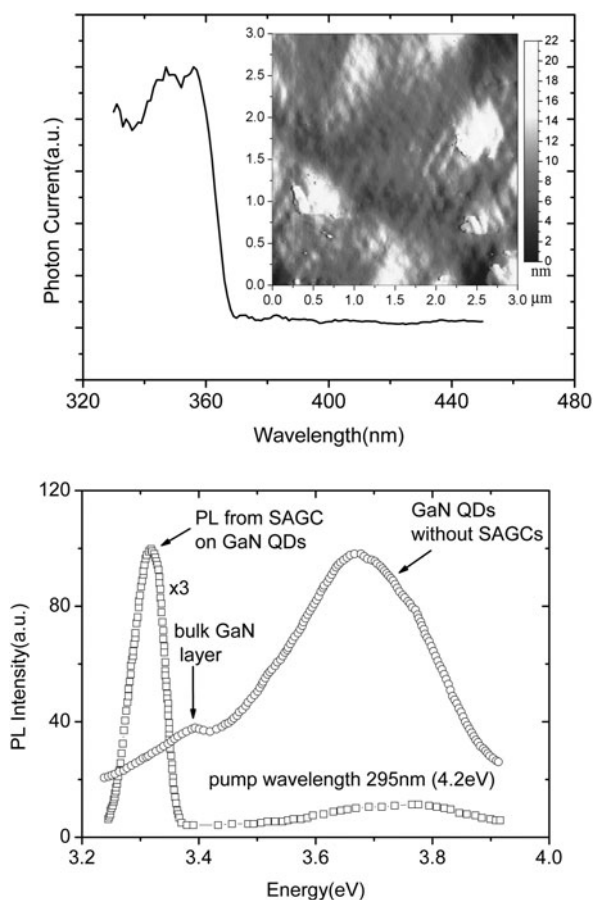 Photon Current(a.u.)
3.0
2.5
2.0
1.5
1.0
0.5
0.0
0.0 0.5 1.0 1.5 2.0 2.5 3.0 μm
22
20
18
16
14
12
10
8
6
4
2
0
nm
320 360 400 440 480
Wavelength(nm)
120
80
40
0
PL Intensity(a.u.)
PL from SAGC
on GaN QDs
x3
bulk GaN
layer
GaN QDs
without SAGCs
pump wavelength 295nm (4.2eV)
3.2 3.4 3.6 3.8 4.0
Energy(eV)